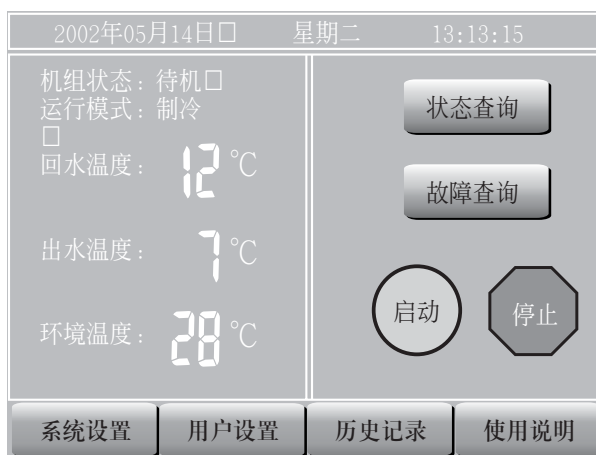 2002年05月14日□ 星期二 13:13:15
机组状态：待机□
运行模式：制冷
□
回水温度： 12℃
出水温度： 7℃
环境温度： 28℃
状态查询
故障查询
启动 停止
系统设置 用户设置 历史记录 使用说明